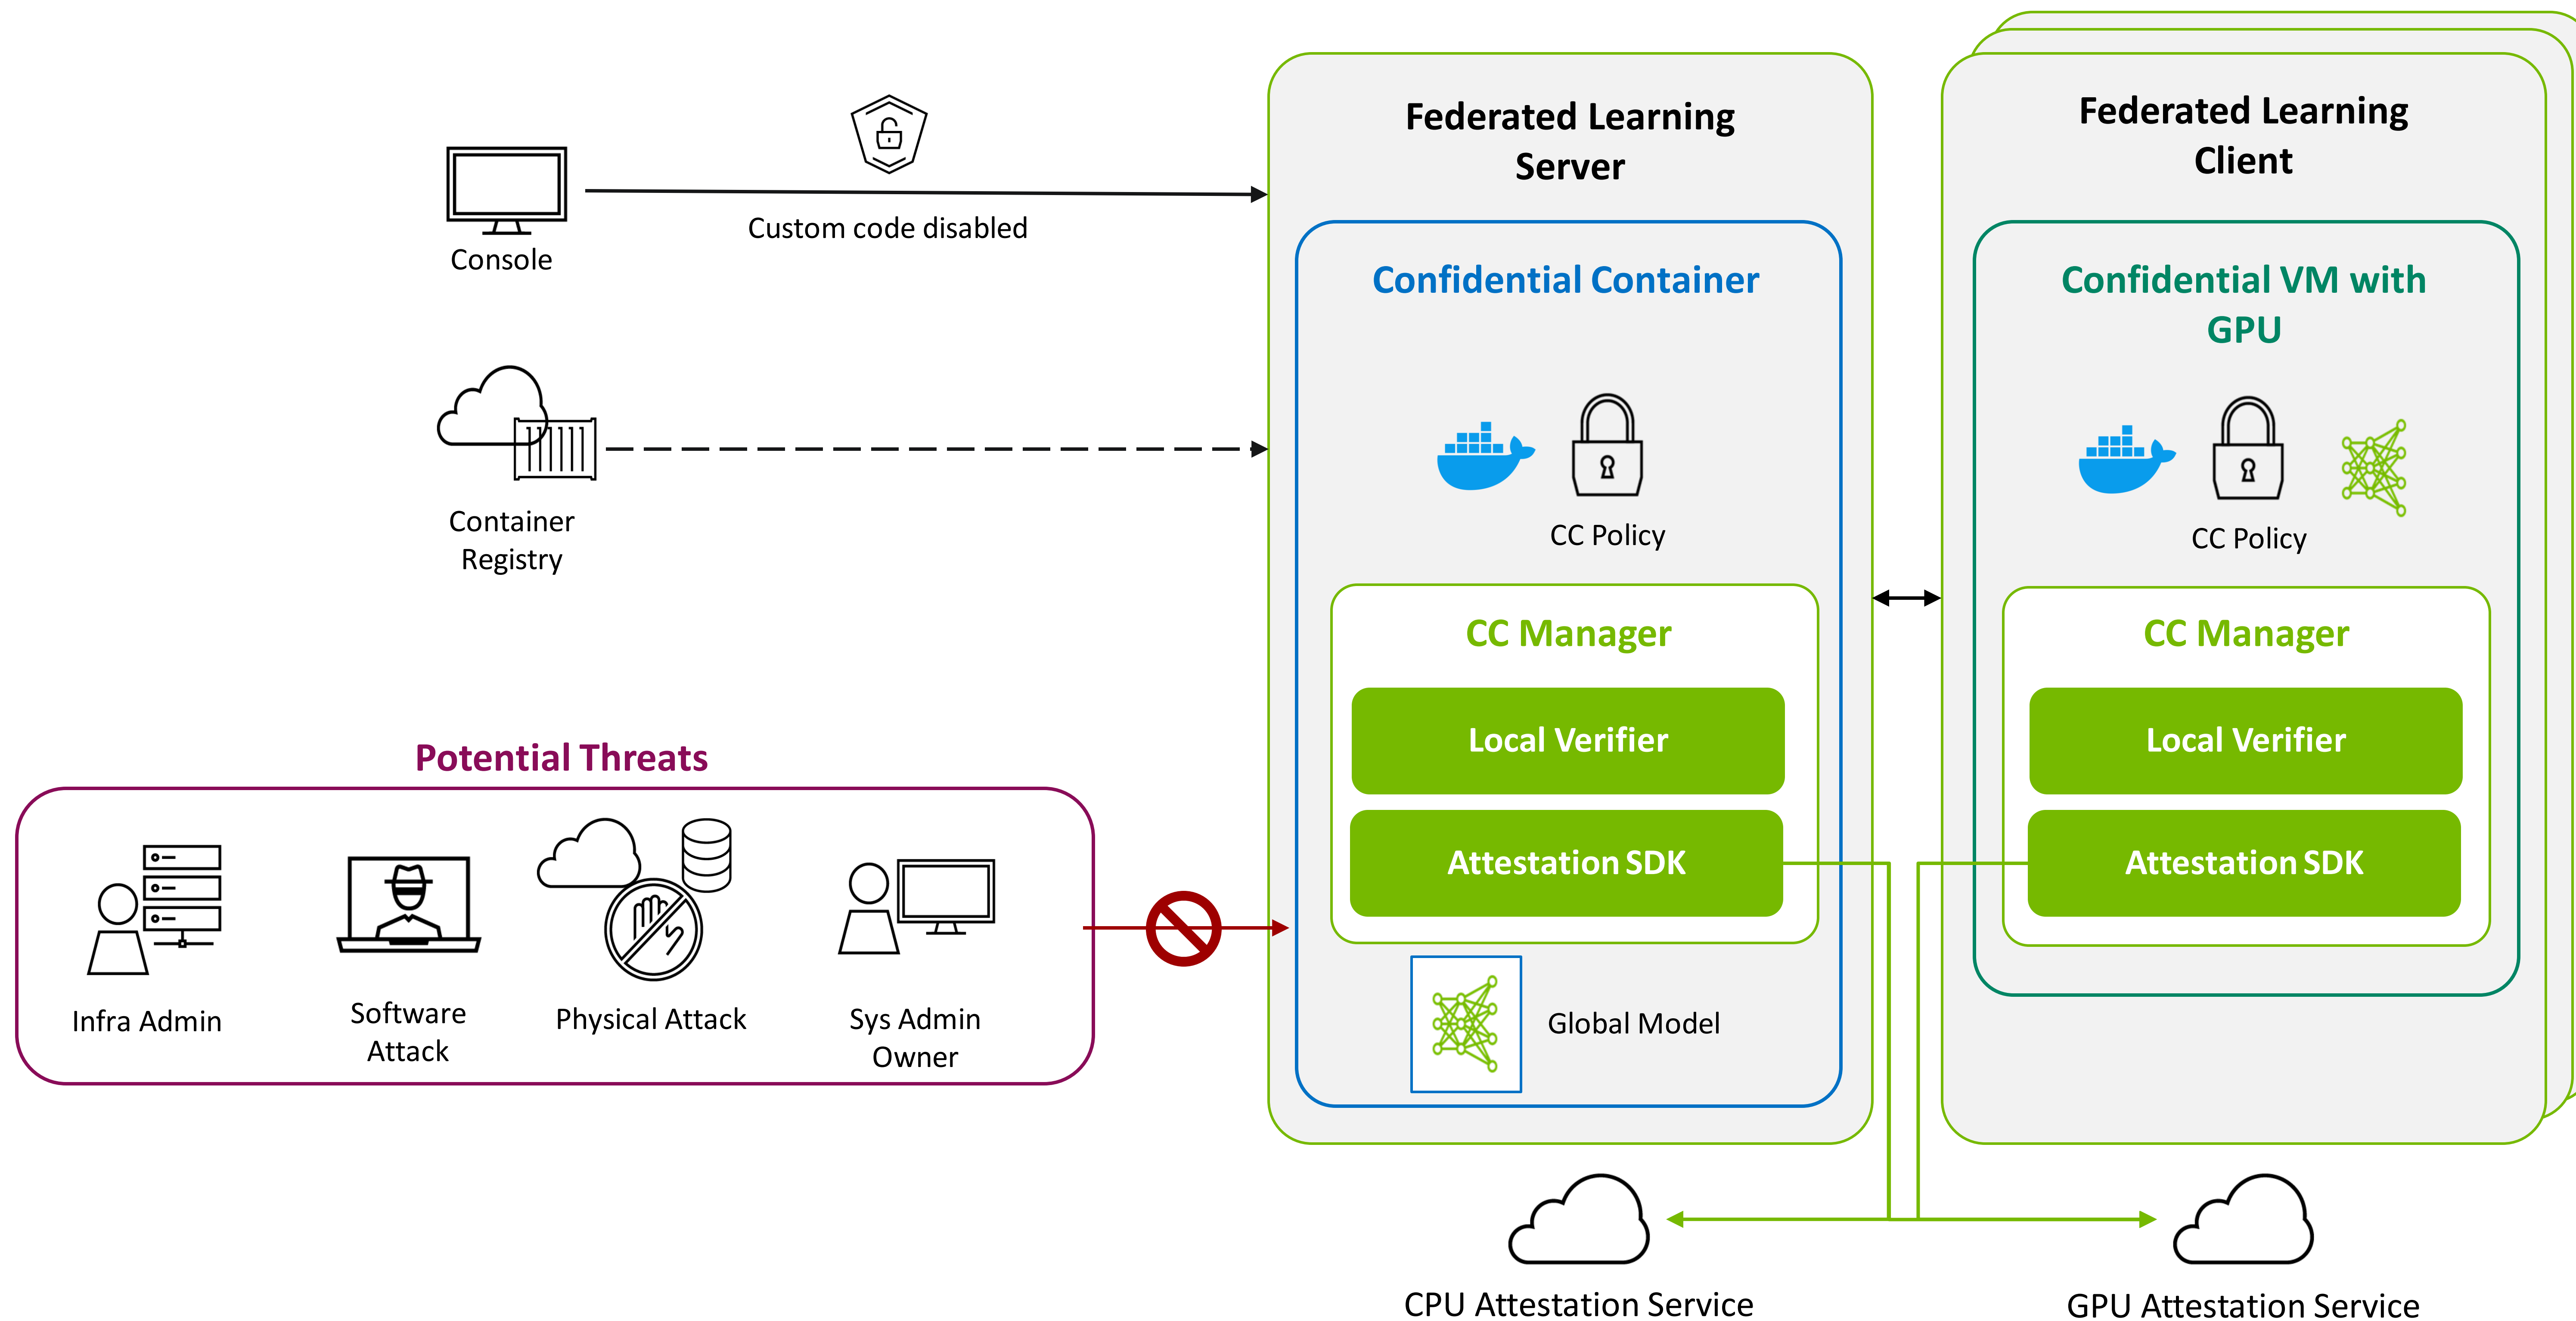 Console
Custom code disabled
Container
Registry
Potential Threats
Infra Admin
Software
Attack
Physical Attack
Sys Admin
Owner
Federated Learning
Server
Confidential Container
CC Policy
CC Manager
Local Verifier
Attestation SDK
Global Model
Federated Learning
Client
Confidential VM with
GPU
CC Policy
CC Manager
Local Verifier
Attestation SDK
CPU Attestation Service
GPU Attestation Service